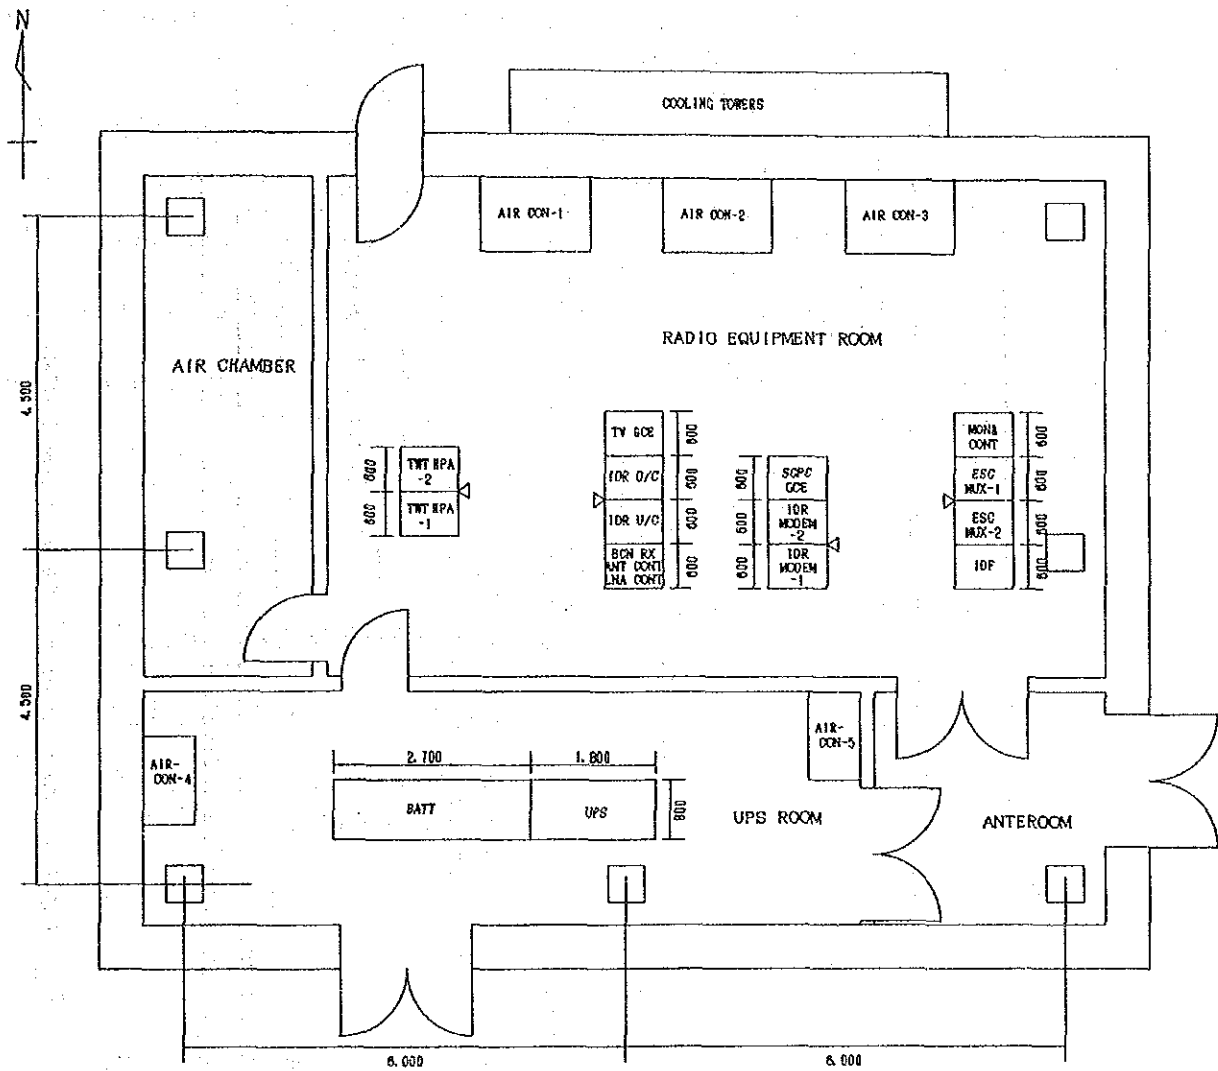 N
COOLING TOWERS
AIR CON-1
AIR CON-2
AIR CON-3
RADIO EQUIPMENT ROOM
AIR CHAMBER
4.500
4.500
TWT HPA
-2
TWT HPA
-1
600
600
TV GCE
IDR D/C
IDR U/C
BCN RX
ANT CONT
LNA CONT
600
600
600
600
SCPC
GCE
IDR
MODEM
-2
IDR
MODEM
-1
600
600
600
MON&
CONT
ESC
MUX-1
ESC
MUX-2
IDF
600
600
600
600
AIR-
CON-4
2.700
1.800
BATT
UPS
800
AIR-
CON-5
UPS ROOM
ANTEROOM
6.000
6.000